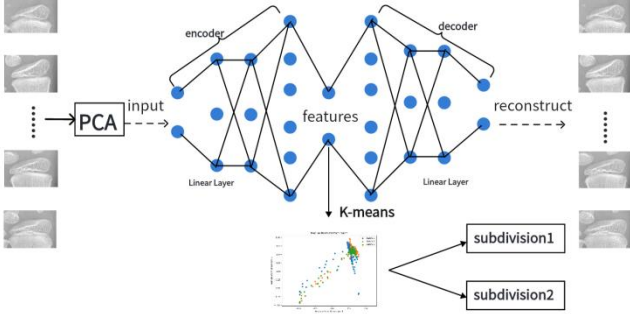 encoder
decoder
PCA
input
features
reconstruct
Linear Layer
Linear Layer
K-means
subdivision1
subdivision2